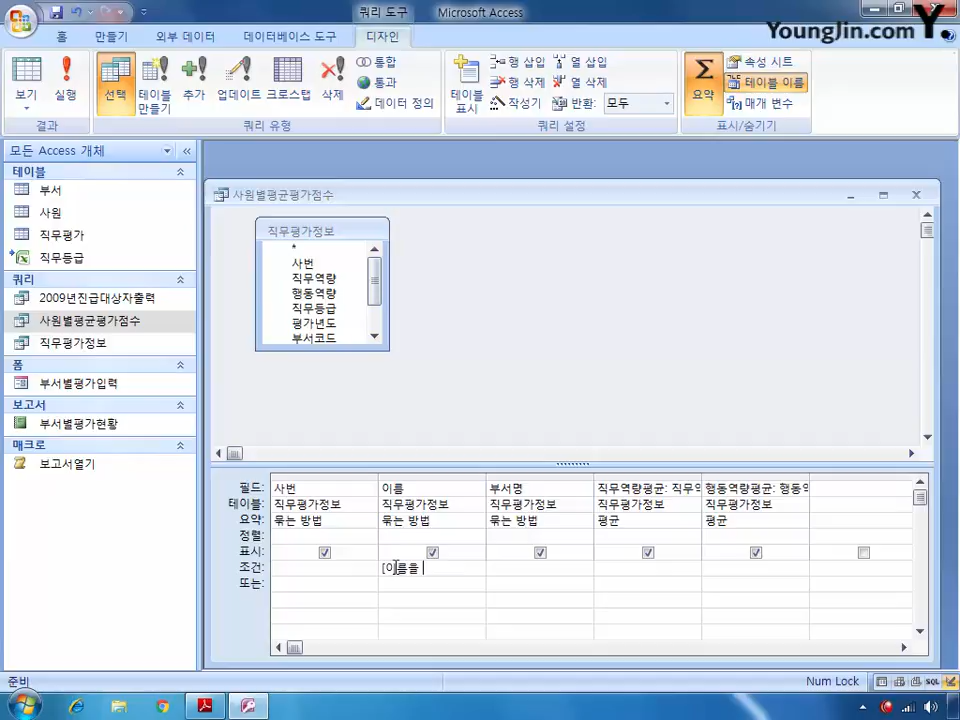 쿼리 도구
Microsoft Access
YoungJin.com Y.
홈
만들기
외부 데이터
데이터베이스 도구
디자인
보기
실행
결과
선택
테이블
만들기
추가
업데이트
크로스탭
삭제
통합
통과
데이터 정의
쿼리 유형
테이블
표시
행 삽입
행 삭제
작성기
열 삽입
열 삭제
반환:
모두
쿼리 설정
요약
속성 시트
테이블 이름
매개 변수
표시/숨기기
모든 Access 개체
테이블
부서
사원
직무평가
직무등급
쿼리
2009년진급대상자출력
사원별평균평가점수
직무평가정보
폼
부서별평가입력
보고서
부서별평가현황
매크로
보고서열기
사원별평균평가점수
직무평가정보
*
사번
직무역량
행동역량
직무등급
평가년도
부서코드
필드: 사번 이름 부서명 직무역량평균: 직무역 행동역량평균: 행동역
테이블: 직무평가정보 직무평가정보 직무평가정보 직무평가정보 직무평가정보
요약: 묶는 방법 묶는 방법 묶는 방법 평균 평균
정렬:
표시:
조건: [이름을
또는:
준비
Num Lock
SQL